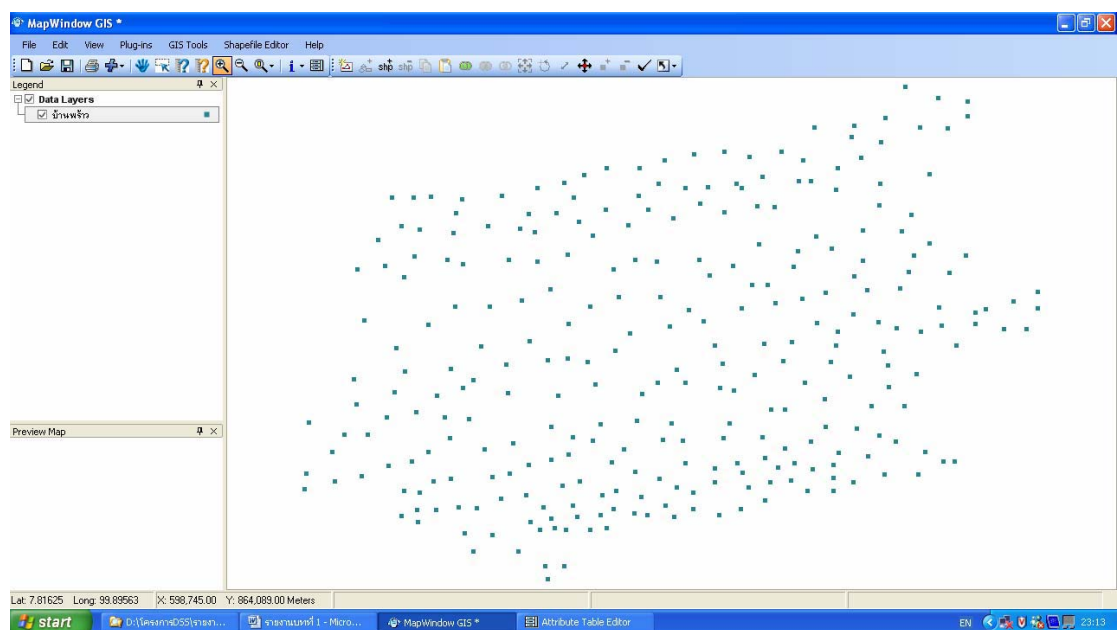 MapWindow GIS *
File Edit View Plug-ins GIS Tools Shapefile Editor Help
Legend
Data Layers
บ้านพร้าว
Preview Map
Lat: 7.81625 Long: 99.89563 X: 598,745.00 Y: 864,089.00 Meters
start D:\โครงการDSS\รายงา... รายงานบทที่ 1 - Micro... MapWindow GIS * Attribute Table Editor EN 23:13